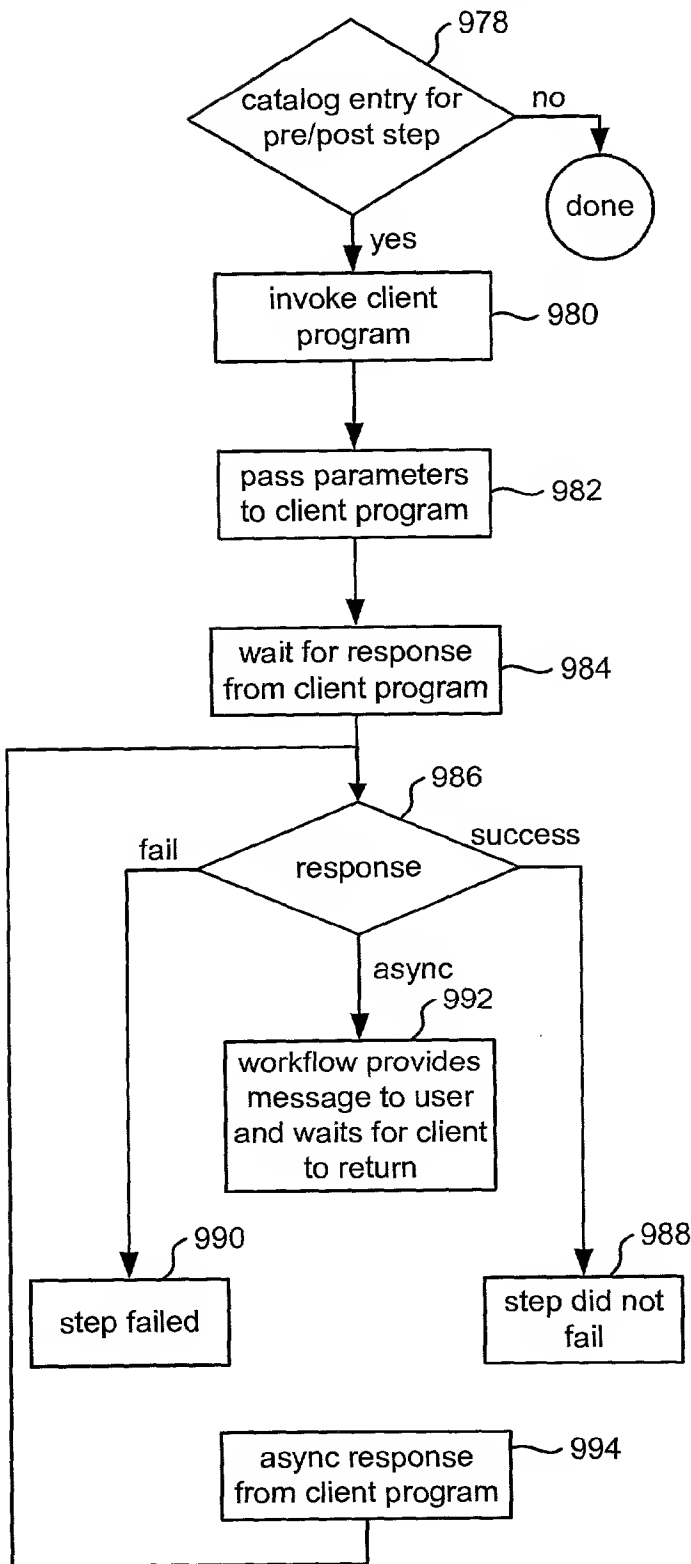 978
catalog entry for
pre/post step
no
done
yes
invoke client
program
980
pass parameters
to client program
982
wait for response
from client program
984
986
fail
response
success
async
992
workflow provides
message to user
and waits for client
to return
990
step failed
988
step did not
fail
async response
from client program
994